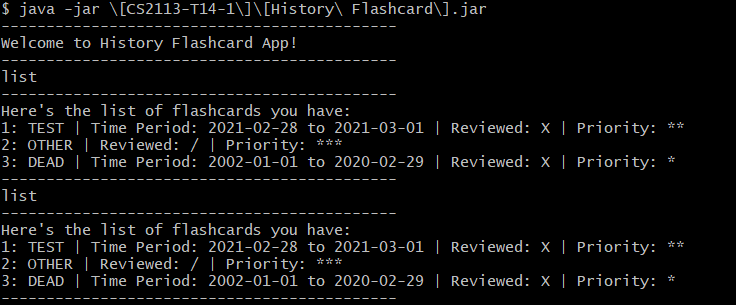 $ java -jar \[CS2113-T14-1\]\[History\ Flashcard\].jar
--------------------------------------------
Welcome to History Flashcard App!
--------------------------------------------
list
--------------------------------------------
Here's the list of flashcards you have:
1: TEST | Time Period: 2021-02-28 to 2021-03-01 | Reviewed: X | Priority: **
2: OTHER | Reviewed: / | Priority: ***
3: DEAD | Time Period: 2002-01-01 to 2020-02-29 | Reviewed: X | Priority: *
--------------------------------------------
list
--------------------------------------------
Here's the list of flashcards you have:
1: TEST | Time Period: 2021-02-28 to 2021-03-01 | Reviewed: X | Priority: **
2: OTHER | Reviewed: / | Priority: ***
3: DEAD | Time Period: 2002-01-01 to 2020-02-29 | Reviewed: X | Priority: *
--------------------------------------------